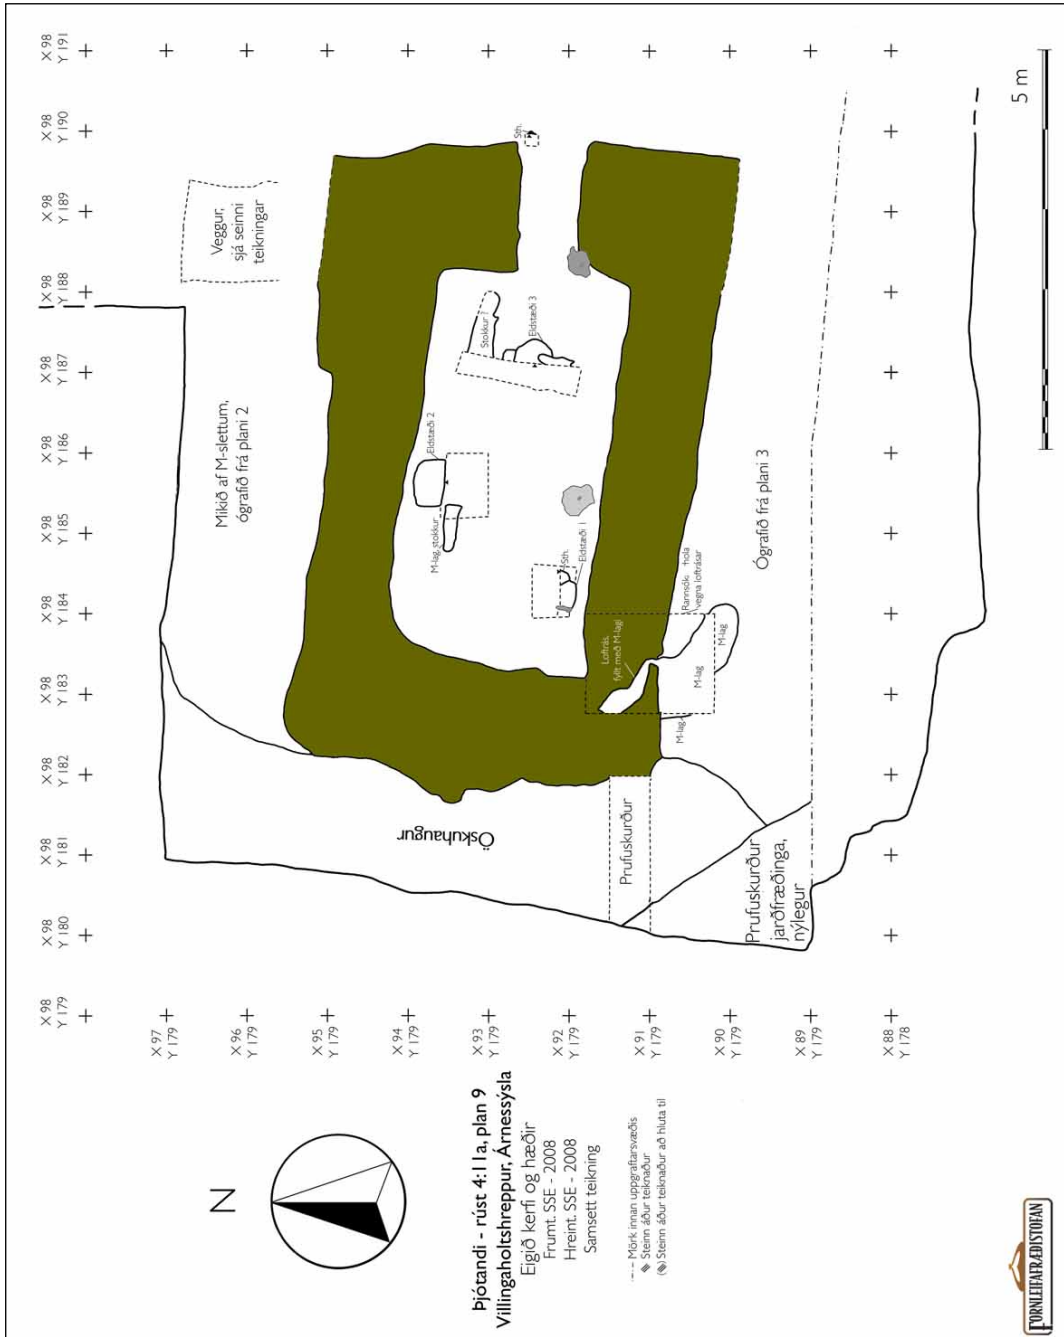 X 98
Y 191
X 98
Y 190
X 98
Y 189
X 98
Y 188
X 98
Y 187
X 98
Y 186
X 98
Y 185
X 98
Y 184
X 98
Y 183
X 98
Y 182
X 98
Y 181
X 98
Y 180
X 98
Y 179
X 97
Y 179
X 96
Y 179
X 95
Y 179
X 94
Y 179
X 93
Y 179
X 92
Y 179
X 91
Y 179
X 90
Y 179
X 89
Y 179
X 88
Y 178
5 m
Veggur,
sjá seinni
teikningar
Mikið af M-slettum,
ógrafið frá plani 2
Sth.
Stokkur ?
Eldstæði 3
Eldstæði 2
M-lag, stokkur
Sth.
Eldstæði 1
Ógrafið frá plani 3
hola
vegna loftrásar
Loftrás,
fyllt með M-lagi
M-lag
M-lag
M-lag
Öskuhaugur
Prufuskurður
Prufuskurður
jarðfræðinga,
nýlegur
N
Þjótandi - rúst 4:11a, plan 9
Villingaholtshreppur, Árnessýsla
Eigið kerfi og hæðir
Frumt. SSE - 2008
Hreint. SSE - 2008
Samsett teikning
Mörk innan uppgraftarsvæðis
Steinn áður teiknaður
Steinn áður teiknaður að hluta til
FORNLEIFAFRÆÐISTOFAN